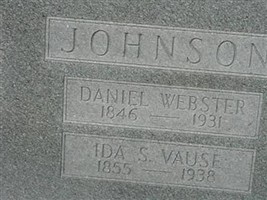 JOHNSON
DANIEL WEBSTER
1846 — 1931
IDA S. VAUSE
1855 — 1938